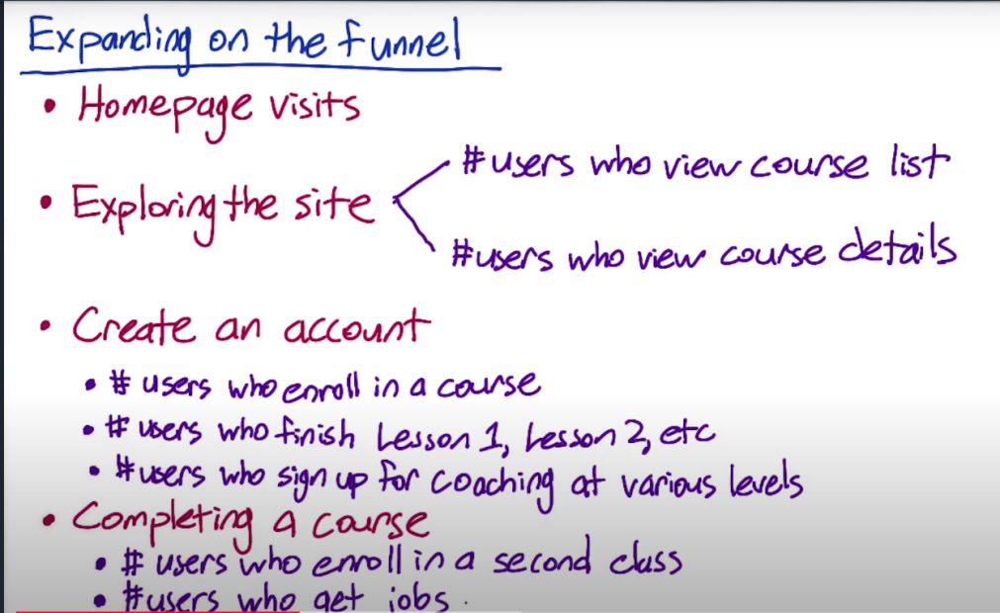 Expanding on the funnel
• Homepage visits
• Exploring the site
#users who view course list
#users who view course details
• Create an account
• # users who enroll in a course
• # users who finish Lesson 1, Lesson 2, etc
• #users who sign up for coaching at various levels
• Completing a course
• # users who enroll in a second class
• #users who get jobs.